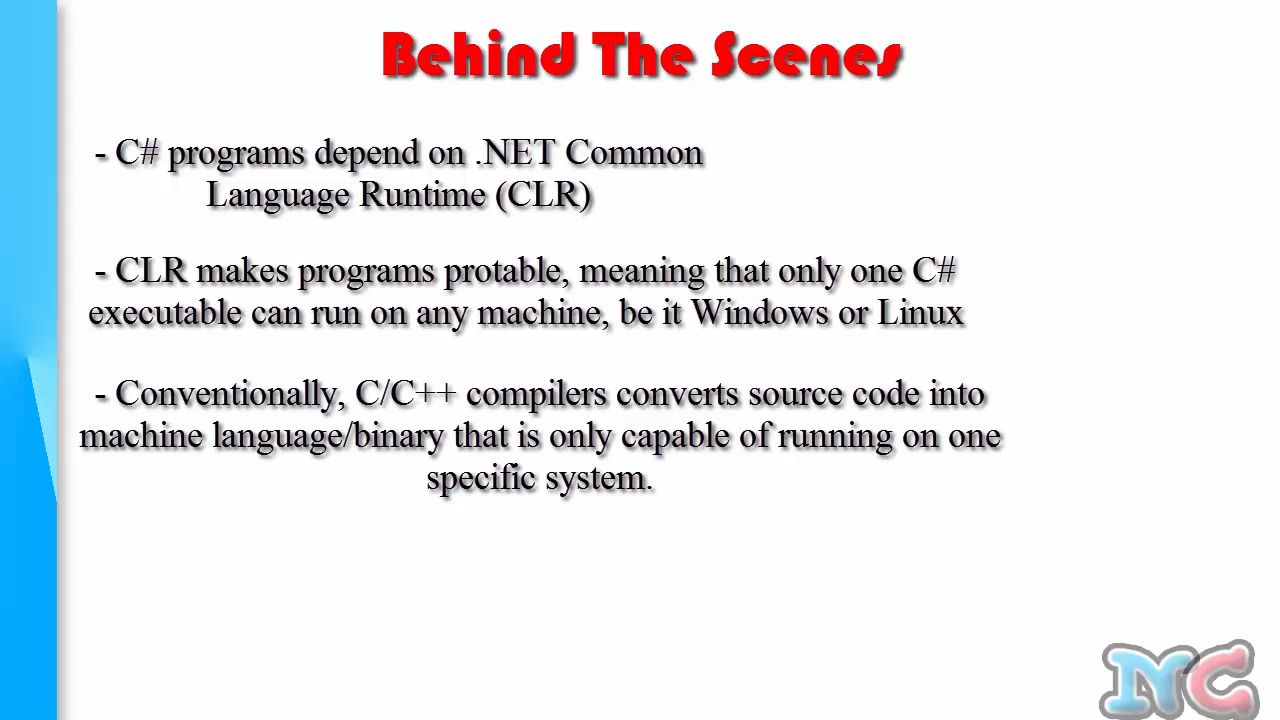 Behind The Scenes
- C# programs depend on .NET Common
Language Runtime (CLR)
- CLR makes programs protable, meaning that only one C#
executable can run on any machine, be it Windows or Linux
- Conventionally, C/C++ compilers converts source code into
machine language/binary that is only capable of running on one
specific system.
NC